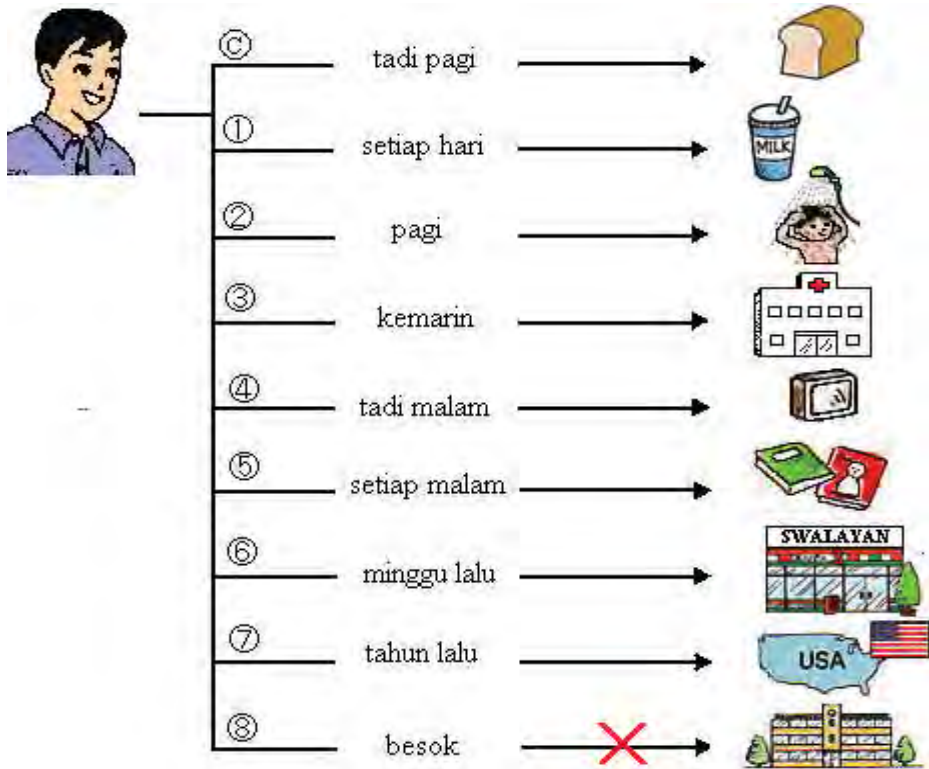 Ⓒ tadi pagi
① setiap hari MILK
② pagi
③ kemarin
④ tadi malam
⑤ setiap malam
⑥ minggu lalu SWALAYAN
⑦ tahun lalu USA
⑧ besok